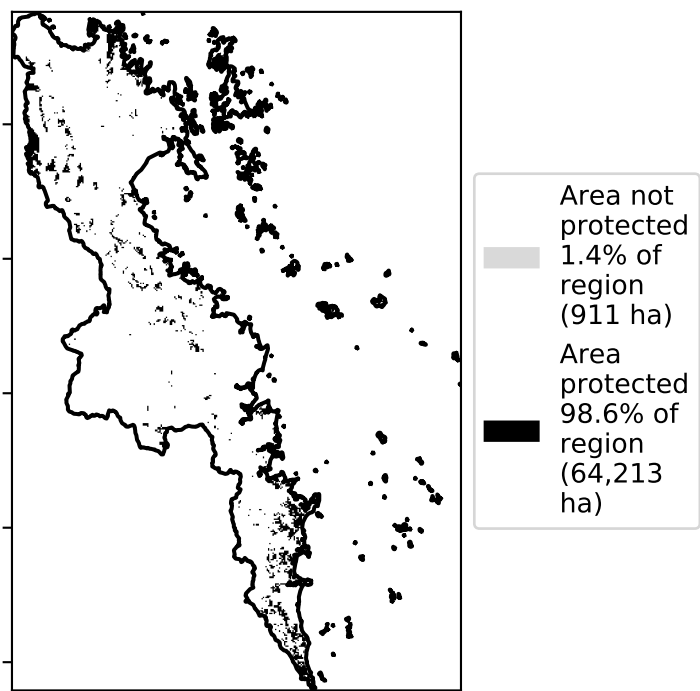 Area not
protected
1.4% of
region
(911 ha)
Area
protected
98.6% of
region
(64,213
ha)